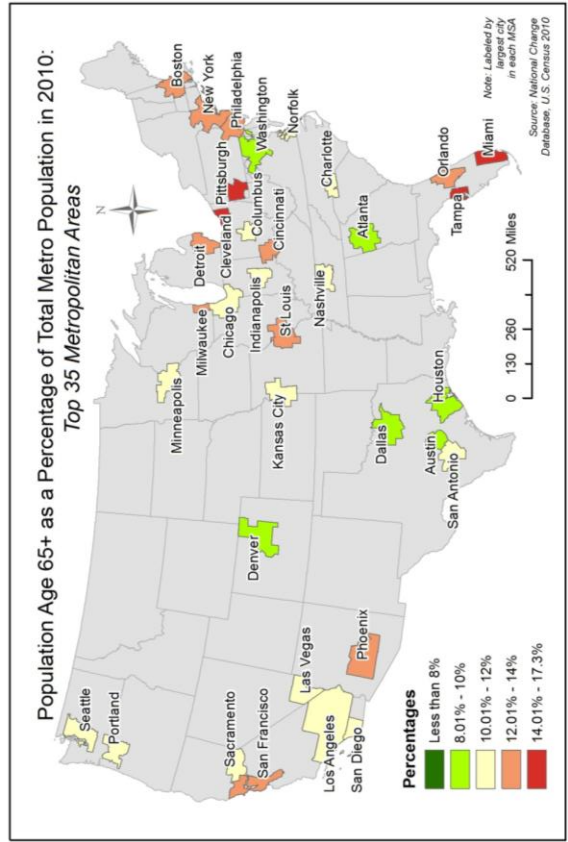 Population Age 65+ as a Percentage of Total Metro Population in 2010:
Top 35 Metropolitan Areas
N
Seattle
Portland
Sacramento
San Francisco
Las Vegas
Los Angeles
San Diego
Phoenix
Denver
Minneapolis
Kansas City
Dallas
Austin
San Antonio
Houston
Milwaukee
Chicago
Indianapolis
St Louis
Nashville
Detroit
Cleveland
Pittsburgh
Columbus
Cincinnati
Atlanta
Charlotte
Boston
New York
Philadelphia
Washington
Norfolk
Orlando
Tampa
Miami
Percentages
Less than 8%
8.01% - 10%
10.01% - 12%
12.01% - 14%
14.01% - 17.3%
0 130 260 520 Miles
Note: Labeled by
largest city
in each MSA
Source: National Change
Database, U.S. Census 2010